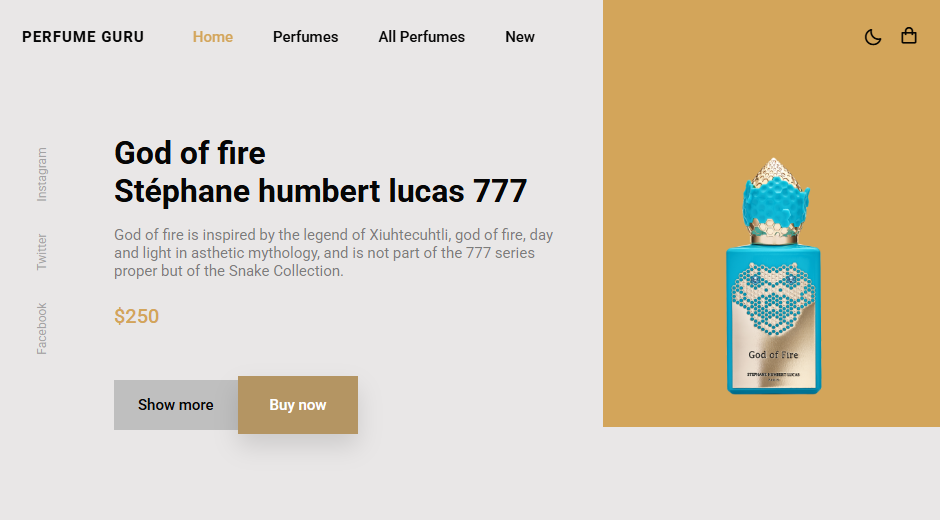 PERFUME GURU Home Perfumes All Perfumes New
Instagram
Twitter
Facebook
God of fire
Stéphane humbert lucas 777
God of fire is inspired by the legend of Xiuhtecuhtli, god of fire, day
and light in asthetic mythology, and is not part of the 777 series
proper but of the Snake Collection.
$250
Show more Buy now
God of Fire
STÉPHANE HUMBERT LUCAS